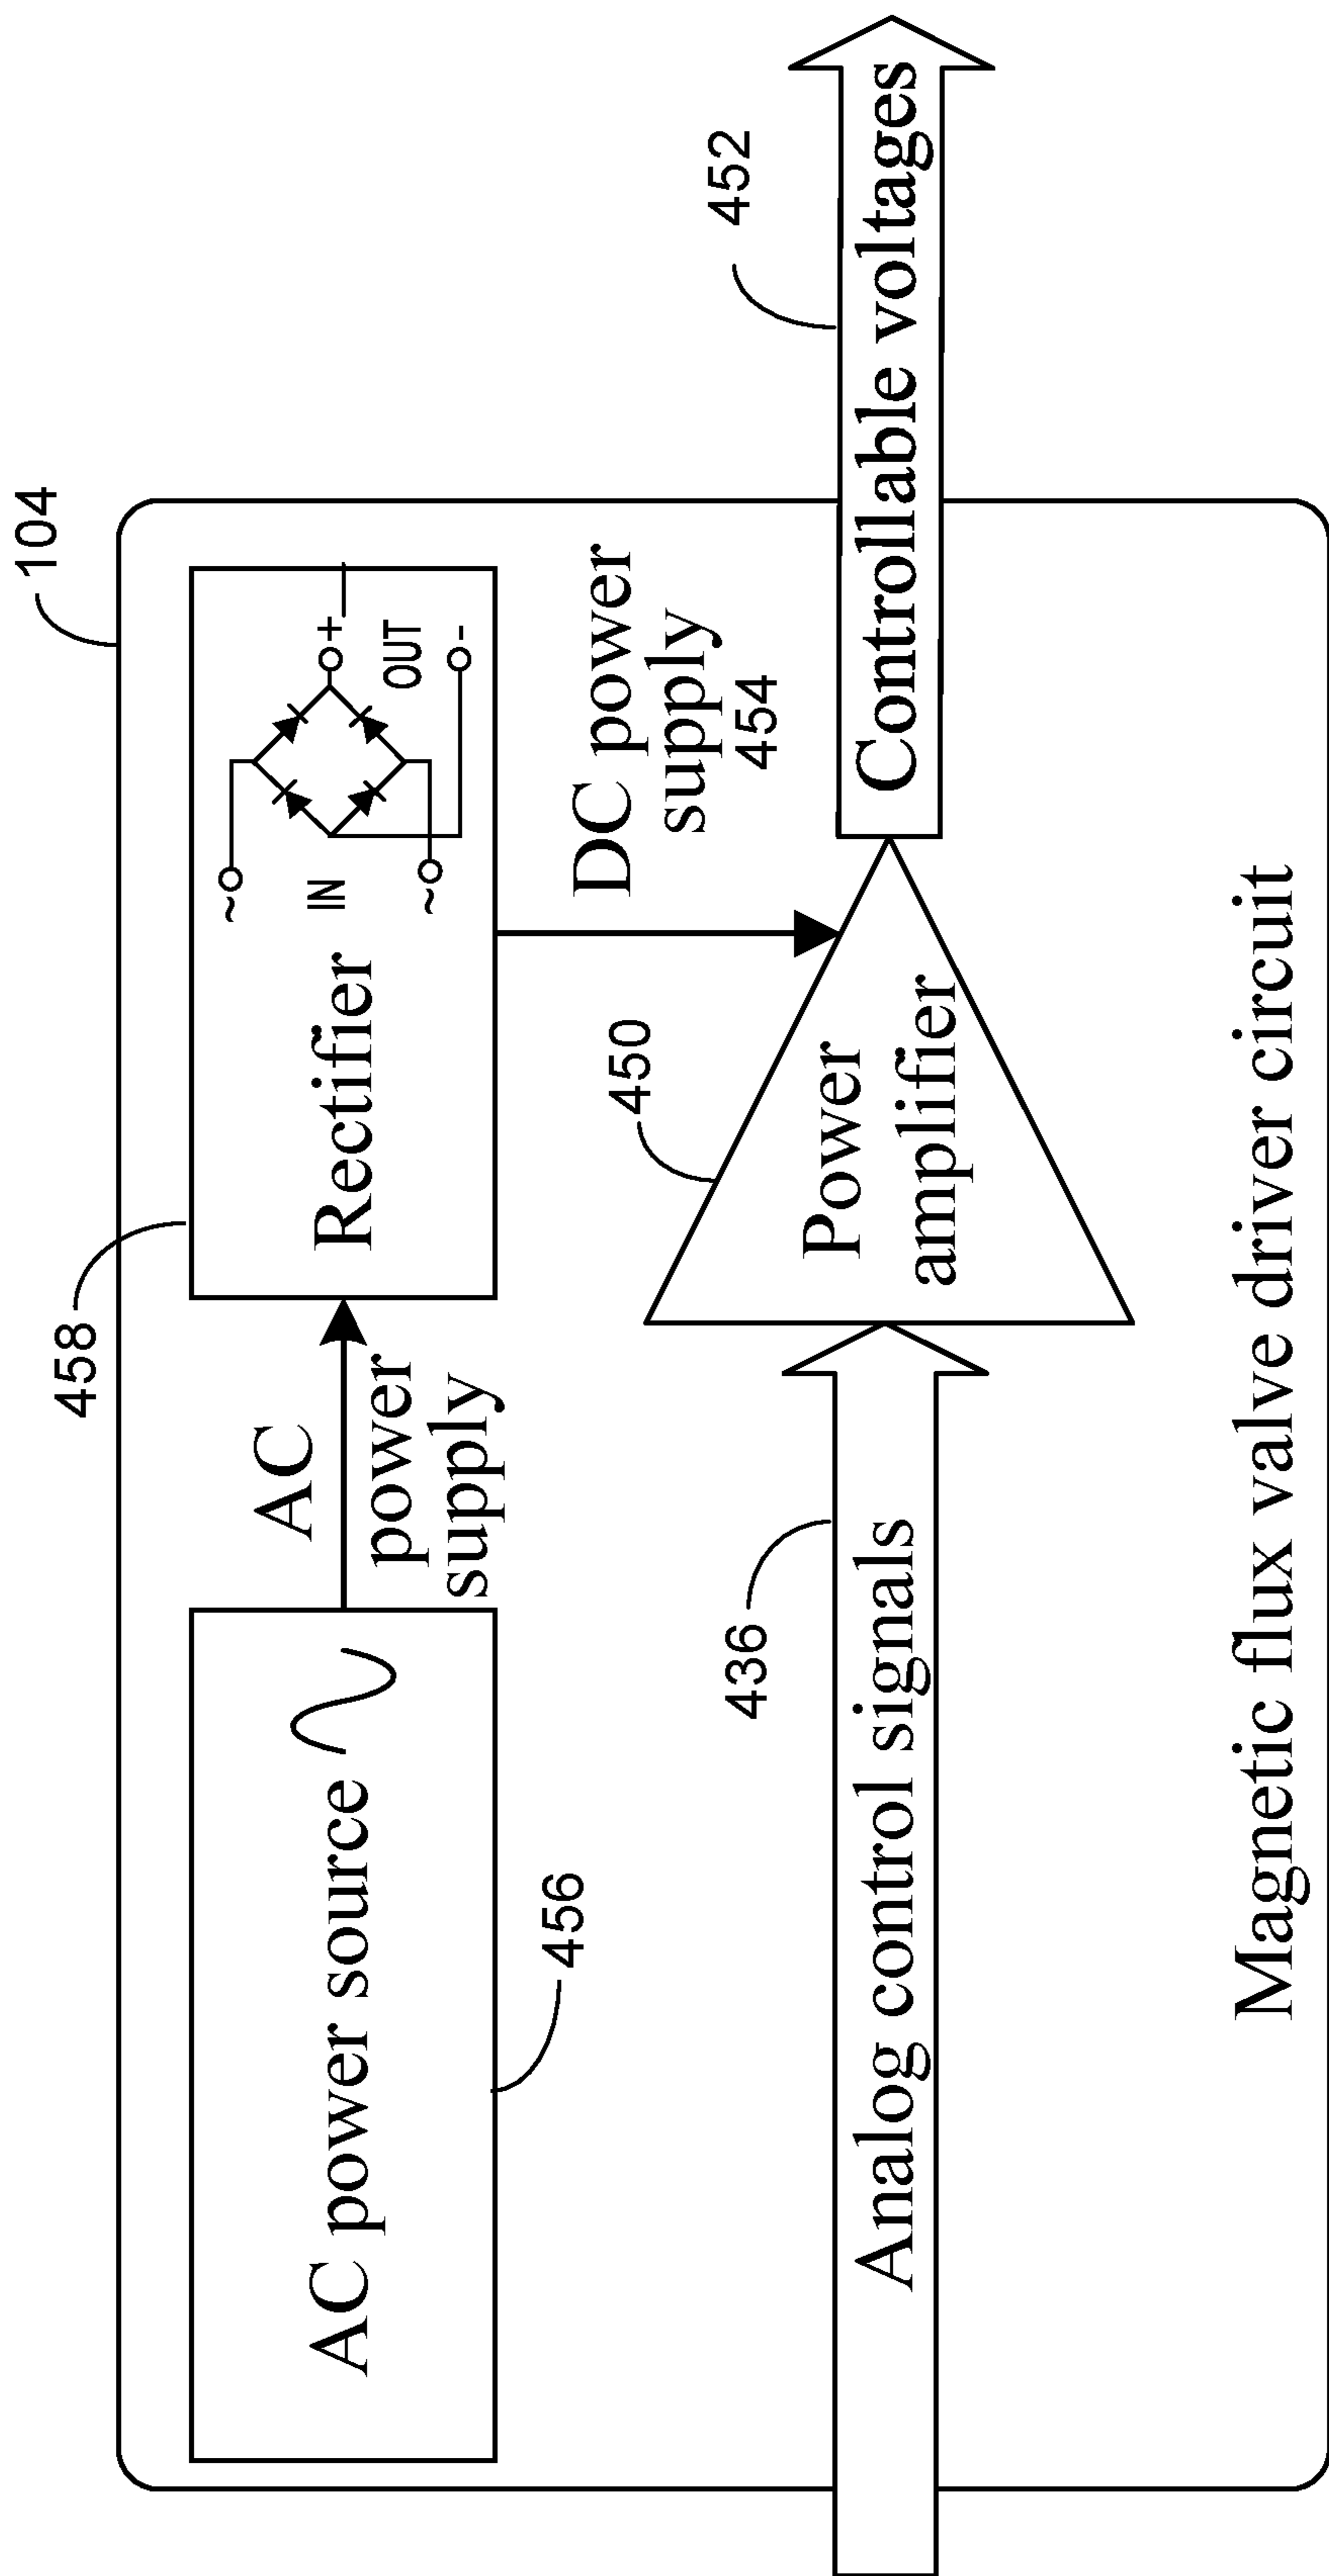 104
458
AC power source
AC
power
supply
Rectifier
~
IN
~
+
OUT
-
456
DC power
supply
454
450
436
452
Analog control signals
Power
amplifier
Controllable voltages
Magnetic flux valve driver circuit